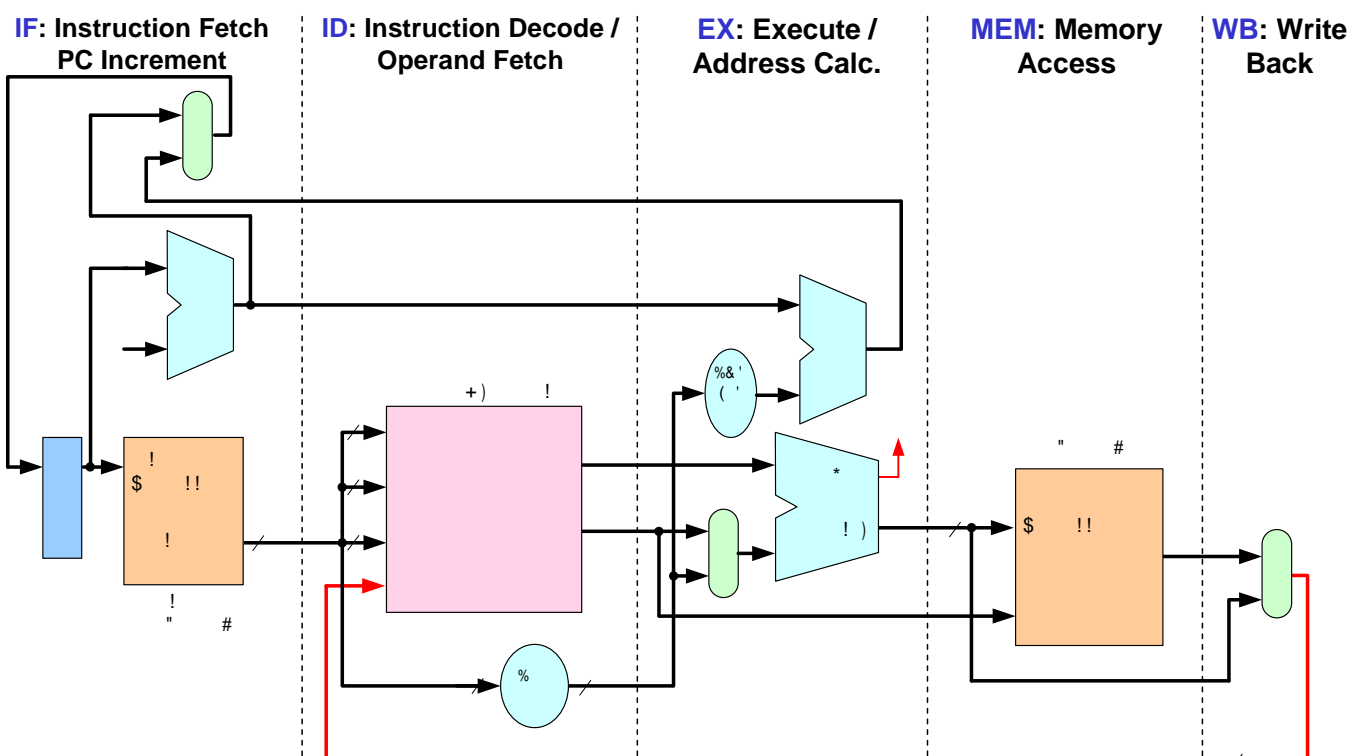 IF: Instruction Fetch
PC Increment
ID: Instruction Decode /
Operand Fetch
EX: Execute /
Address Calc.
MEM: Memory
Access
WB: Write
Back
%& '
( '
+ )   !
!
$   ! !
!
!
"   #
*
! )
"   #
$   ! !
%